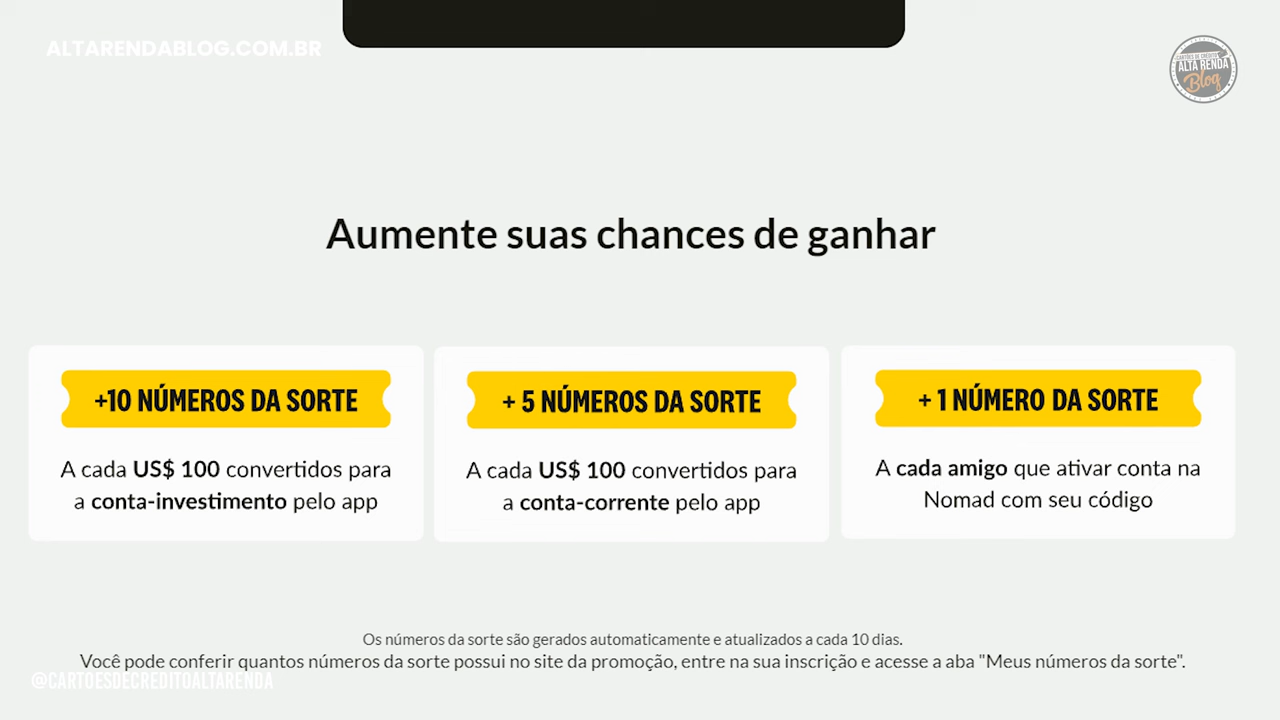 ALTARENDABLOG.COM.BR
CARTÕES DE CRÉDITO
ALTA RENDA
Blog
Aumente suas chances de ganhar
+10 NÚMEROS DA SORTE
A cada US$ 100 convertidos para
a conta-investimento pelo app
+ 5 NÚMEROS DA SORTE
A cada US$ 100 convertidos para
a conta-corrente pelo app
+ 1 NÚMERO DA SORTE
A cada amigo que ativar conta na
Nomad com seu código
Os números da sorte são gerados automaticamente e atualizados a cada 10 dias.
Você pode conferir quantos números da sorte possui no site da promoção, entre na sua inscrição e acesse a aba "Meus números da sorte".
@CARTOESDECREDITOALTARENDA